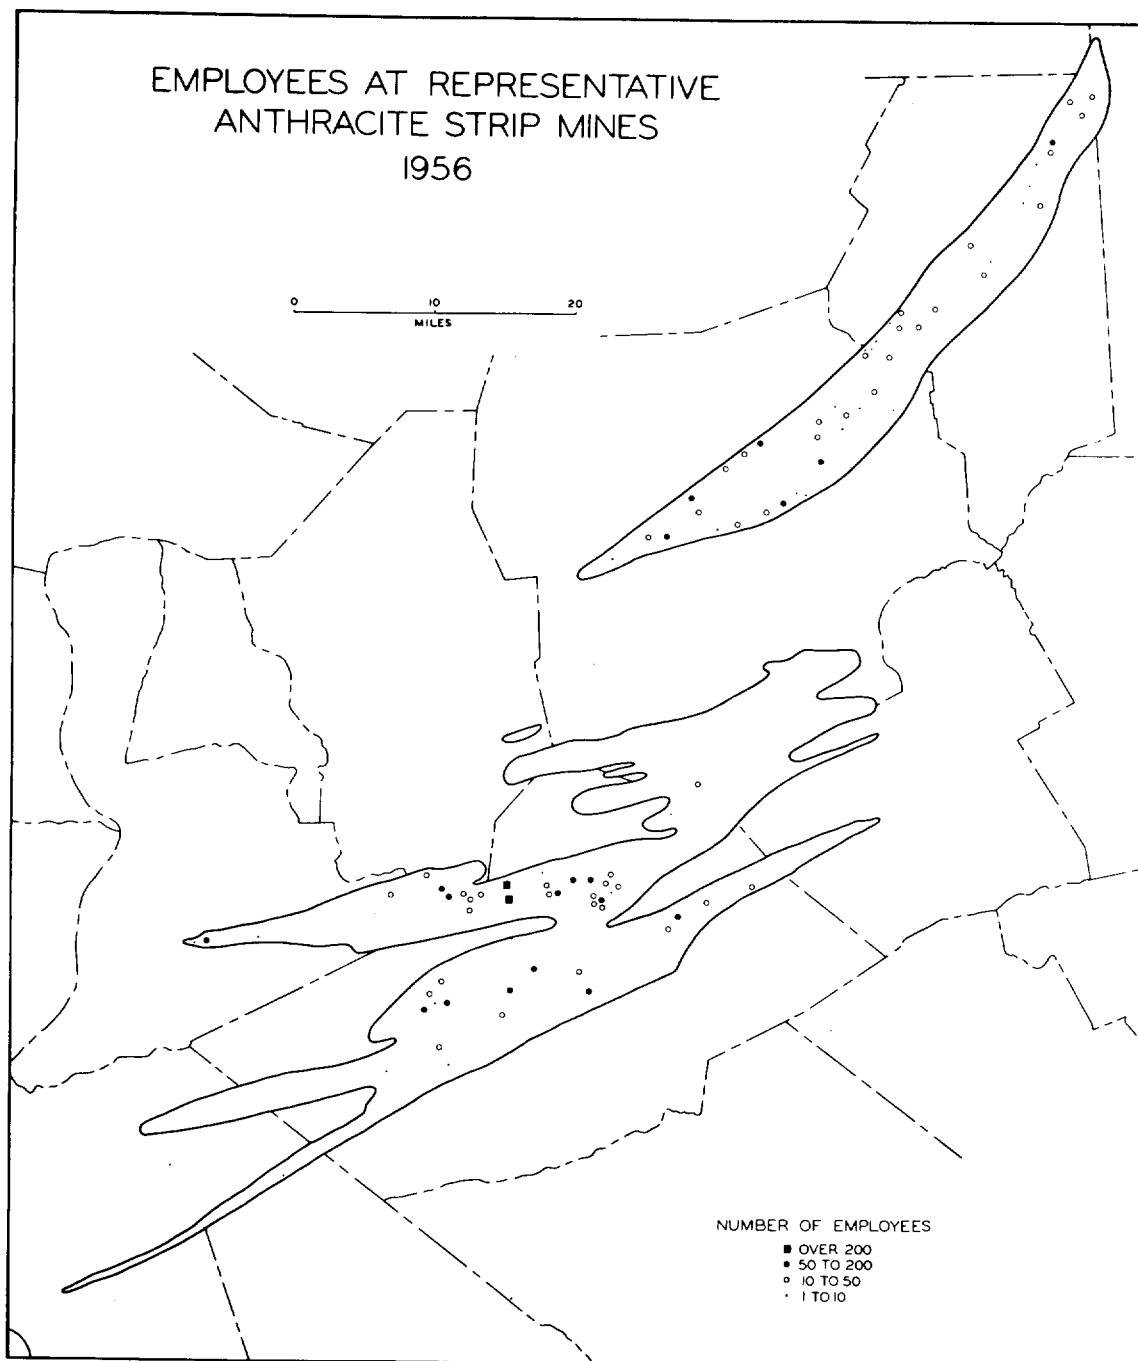 EMPLOYEES AT REPRESENTATIVE
ANTHRACITE STRIP MINES
1956
0 10 20
MILES
NUMBER OF EMPLOYEES
OVER 200
50 TO 200
10 TO 50
1 TO 10